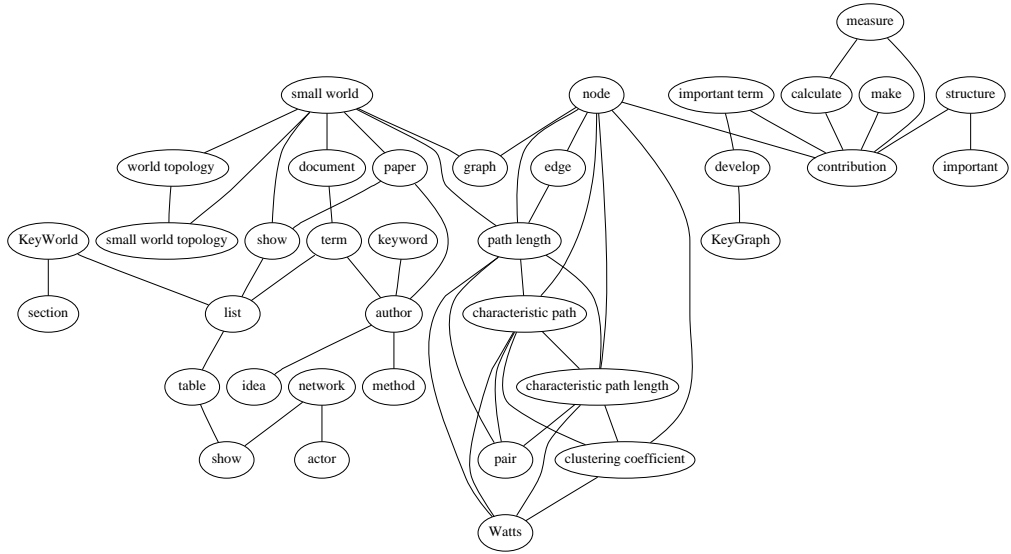 measure
small world
node
important term
calculate
make
structure
world topology
document
paper
graph
edge
develop
contribution
important
KeyWorld
small world topology
show
term
keyword
path length
KeyGraph
section
list
author
characteristic path
table
idea
network
method
characteristic path length
show
actor
pair
clustering coefficient
Watts